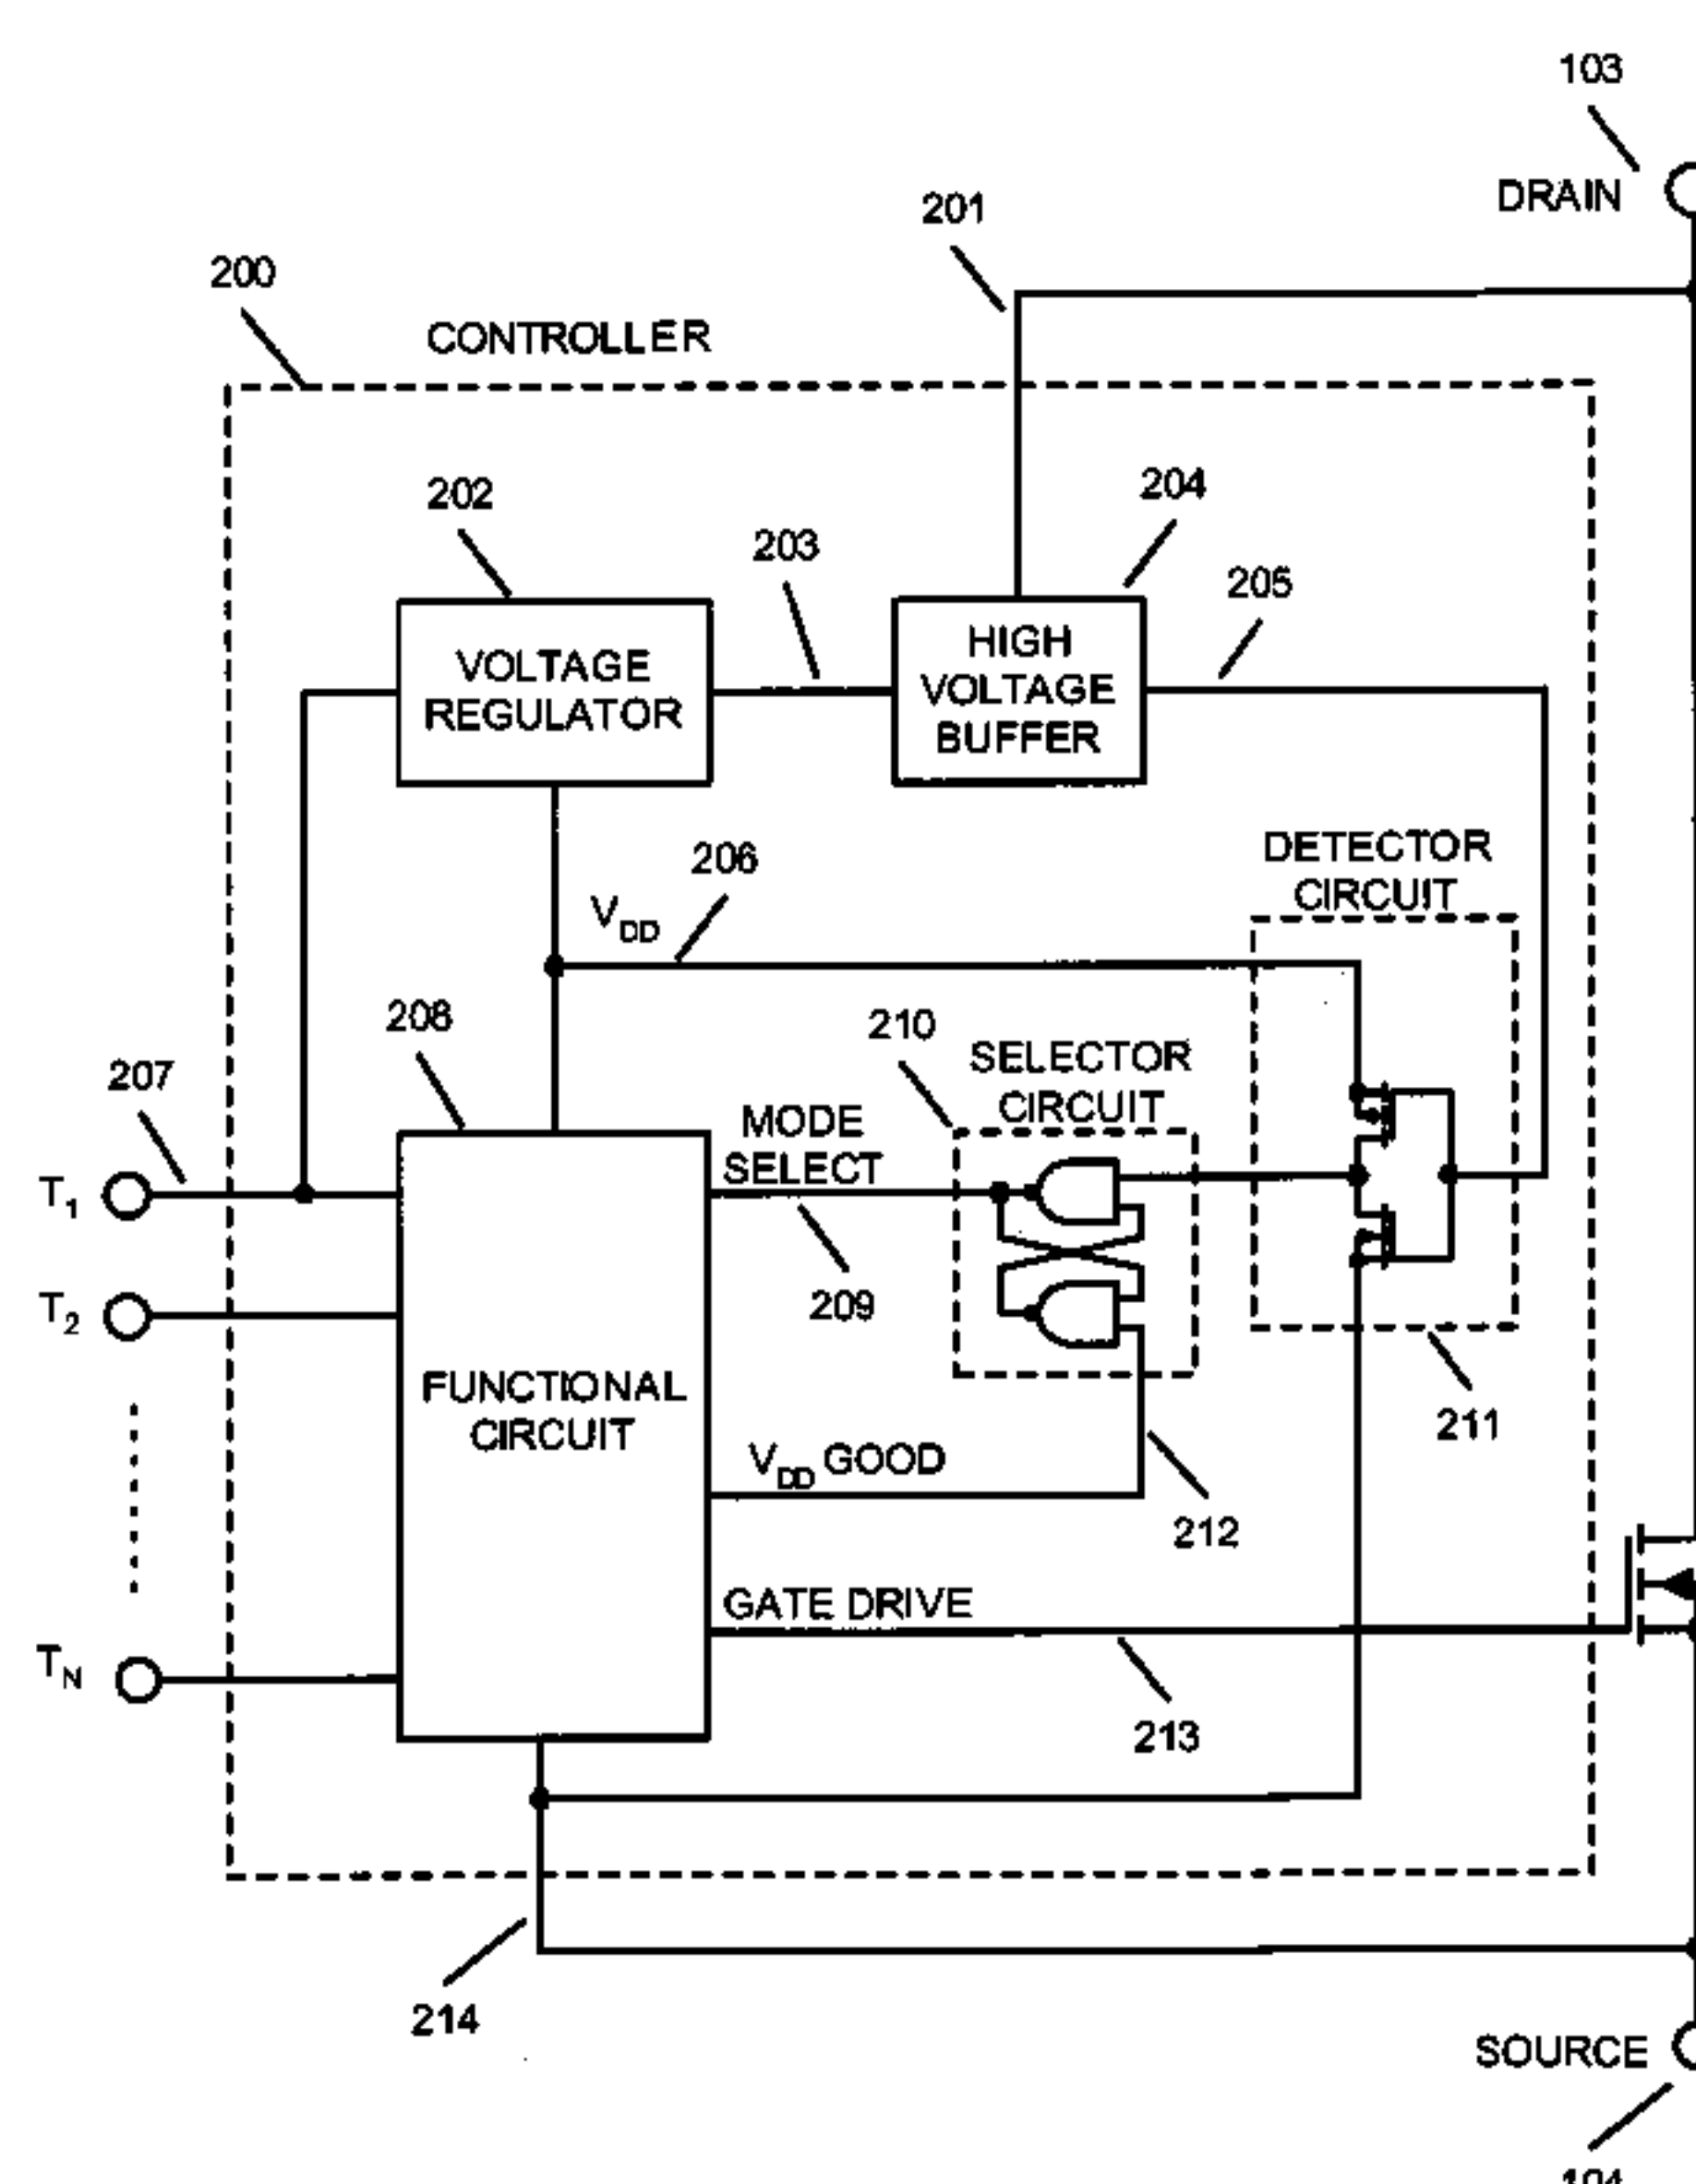 103
DRAIN
201
200
CONTROLLER
204
202
203
205
VOLTAGE
REGULATOR
HIGH
VOLTAGE
BUFFER
DETECTOR
CIRCUIT
206
VDD
208
210
SELECTOR
CIRCUIT
207
MODE
SELECT
T1
209
T2
FUNCTIONAL
CIRCUIT
211
VDD GOOD
212
GATE DRIVE
TN
213
214
SOURCE
104